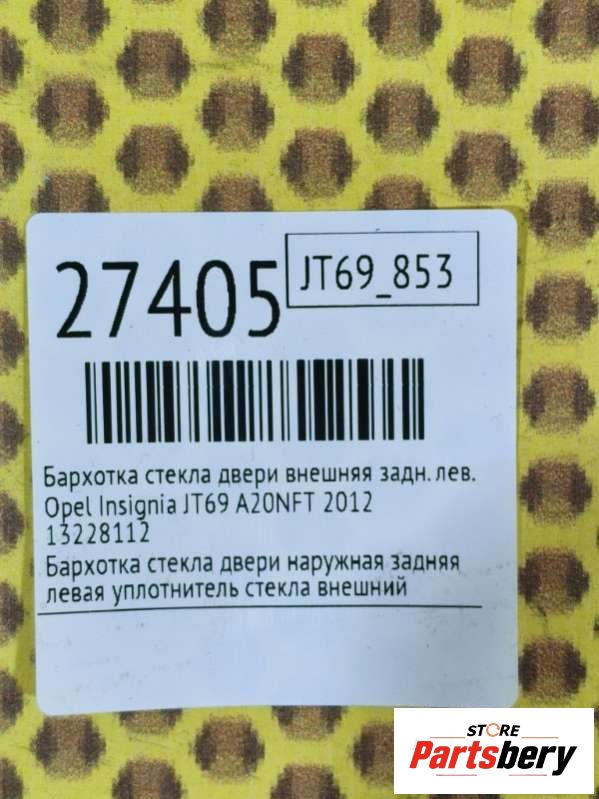 27405
JT69_853
Бархотка стекла двери внешняя задн. лев.
Opel Insignia JT69 A20NFT 2012
13228112
Бархотка стекла двери наружная задняя
левая уплотнитель стекла внешний
STORE
Partsbery